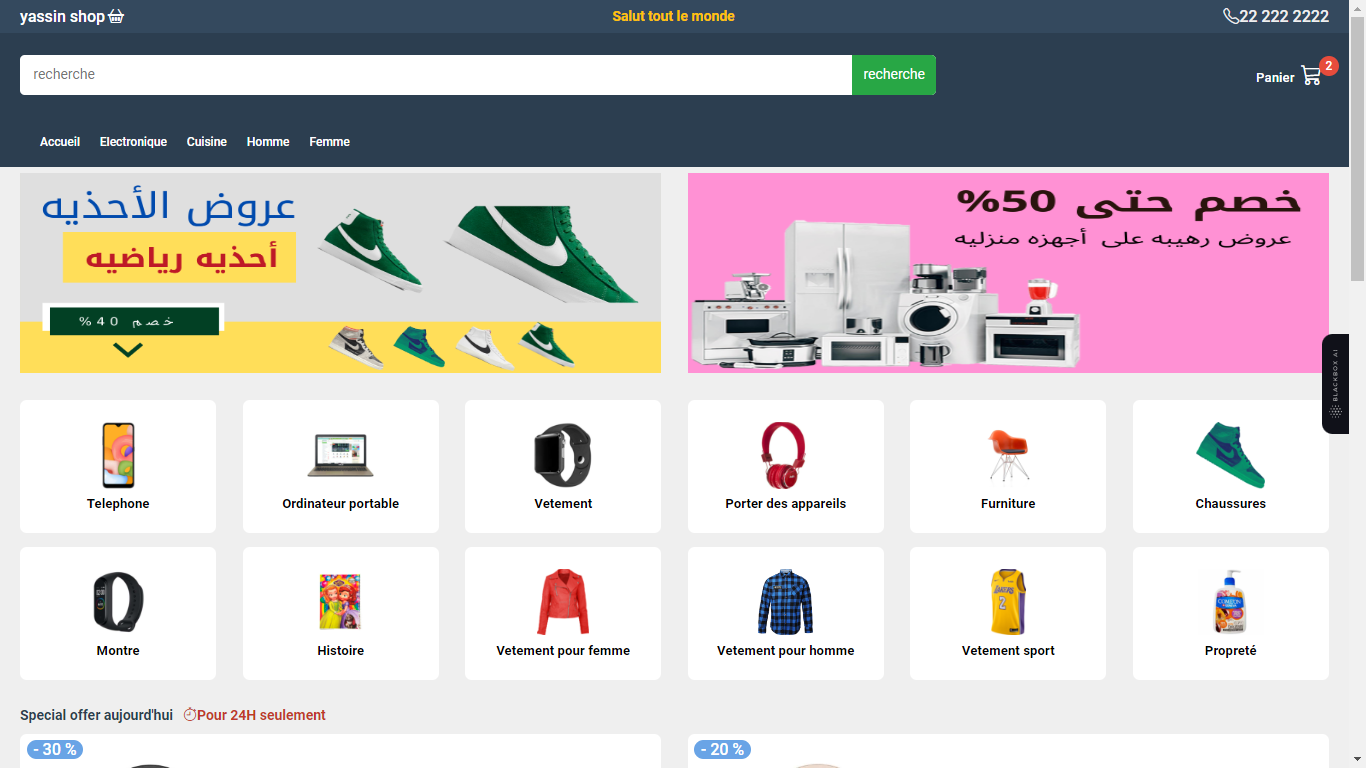 yassin shop
Salut tout le monde
22 222 2222
recherche
recherche
Panier
2
Accueil
Electronique
Cuisine
Homme
Femme
عروض الأحذيه
أحذيه رياضيه
خصم 40 %
خصم حتى 50%
عروض رهيبه على أجهزه منزليه
BLACKBOX AI
Telephone
Ordinateur portable
Vetement
Porter des appareils
Furniture
Chaussures
Montre
Histoire
Vetement pour femme
Vetement pour homme
LAKERS
2
Vetement sport
Propreté
Special offer aujourd'hui
Pour 24H seulement
- 30 %
- 20 %